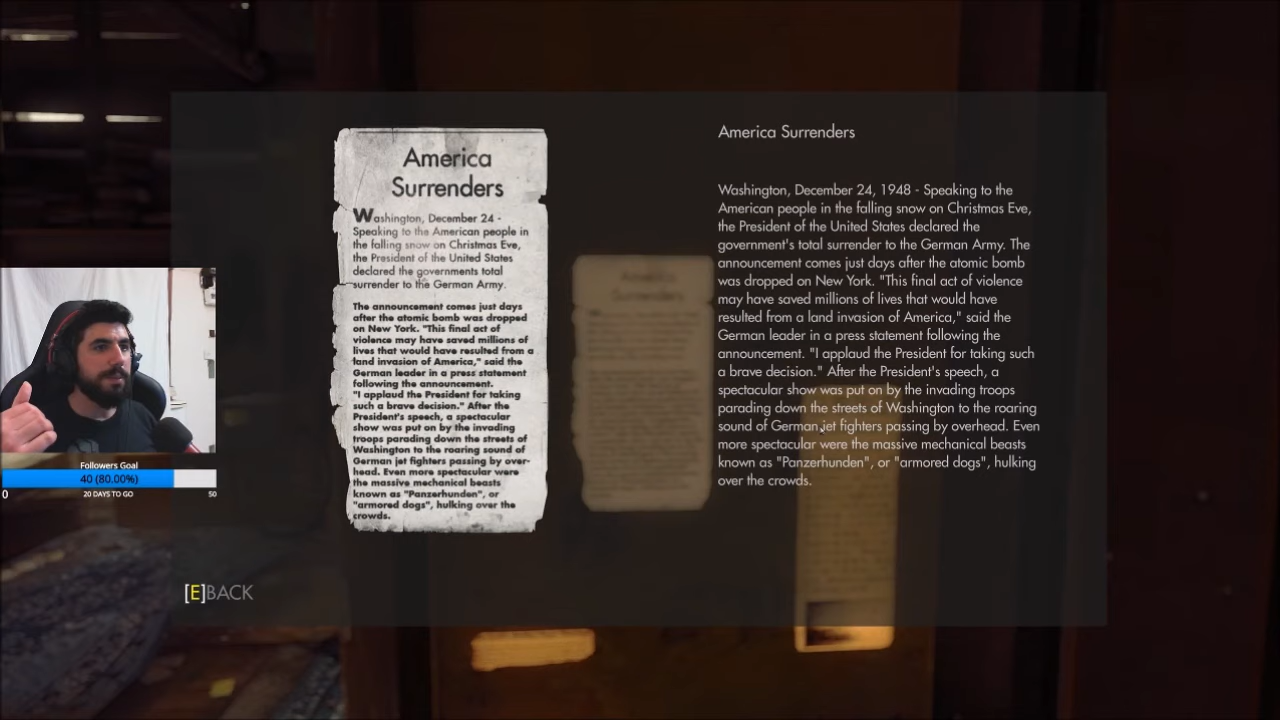 America
Surrenders
Washington, December 24 -
Speaking to the American people in
the falling snow on Christmas Eve,
the President of the United States
declared the governments total
surrender to the German Army.
The announcement comes just days
after the atomic bomb was dropped
on New York. "This final act of
violence may have saved millions of
lives that would have resulted from a
land invasion of America," said the
German leader in a press statement
following the announcement.
"I applaud the President for taking
such a brave decision." After the
President's speech, a spectacular
show was put on by the invading
troops parading down the streets of
Washington to the roaring sound of
German jet fighters passing by over-
head. Even more spectacular were
the massive mechanical beasts
known as "Panzerhunden", or
"armored dogs", hulking over the
crowds.
America
Surrenders
America Surrenders
Washington, December 24, 1948 - Speaking to the
American people in the falling snow on Christmas Eve,
the President of the United States declared the
government's total surrender to the German Army. The
announcement comes just days after the atomic bomb
was dropped on New York. "This final act of violence
may have saved millions of lives that would have
resulted from a land invasion of America," said the
German leader in a press statement following the
announcement. "I applaud the President for taking such
a brave decision." After the President's speech, a
spectacular show was put on by the invading troops
parading down the streets of Washington to the roaring
sound of German jet fighters passing by overhead. Even
more spectacular were the massive mechanical beasts
known as "Panzerhunden", or "armored dogs", hulking
over the crowds.
Followers Goal
40 (80.00%)
0 20 DAYS TO GO 50
[E]BACK